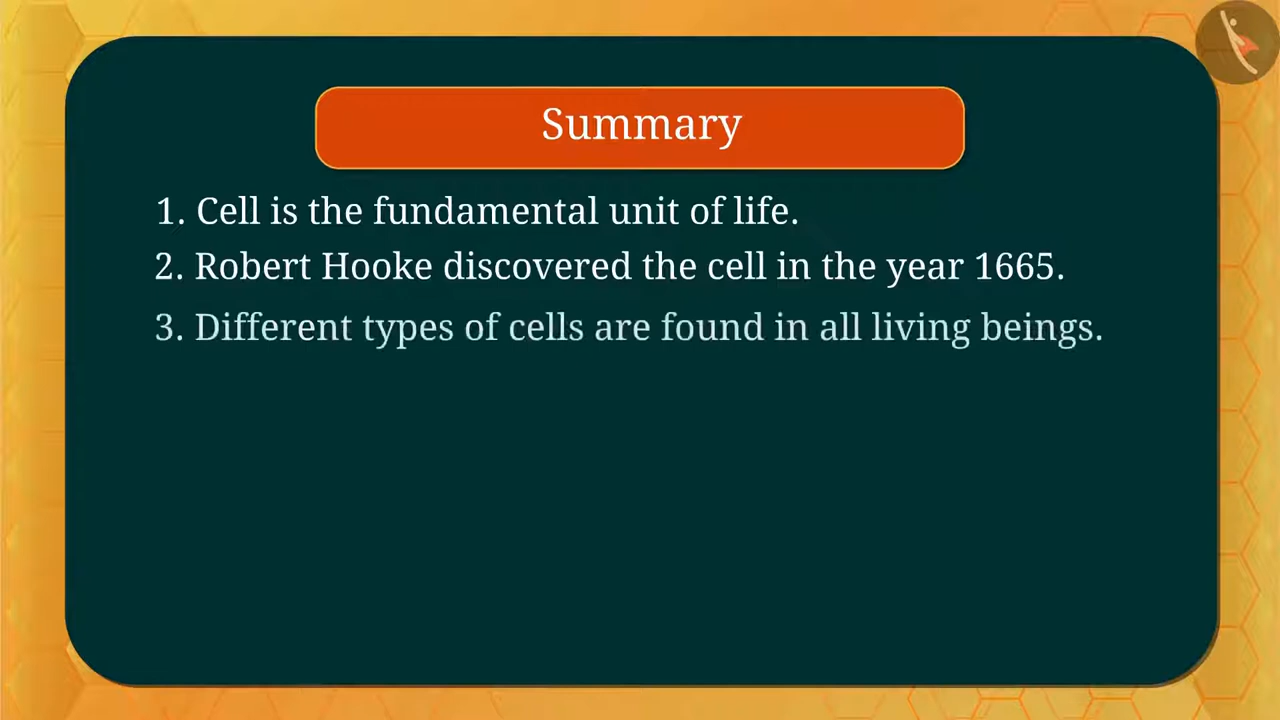 Summary
1. Cell is the fundamental unit of life.
2. Robert Hooke discovered the cell in the year 1665.
3. Different types of cells are found in all living beings.